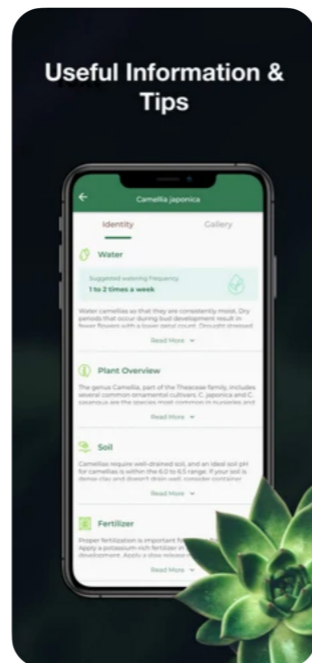 Useful Information &
Tips
Camellia japonica
Identity
Gallery
Water
Suggested watering frequency
1 to 2 times a week
Water camellias so that they are consistently moist. Dry
periods that occur during bud development result in
fewer flowers with a lower petal count. Drought stressed
Read More
Plant Overview
The genus Camellia, part of the Theaceae family, includes
several common ornamental cultivars; C. japonica and C.
sasanqua are the species most common in nurseries and
Read More
Soil
Camellias require well-drained soil, and an ideal soil pH
for camellias is within the 6.0 to 6.5 range. If your soil is
dense clay and doesn't drain well, consider container
Read More
Fertilizer
Proper fertilization is important
Apply a potassium-rich fertilizer in
development. Apply a slow release
Read More